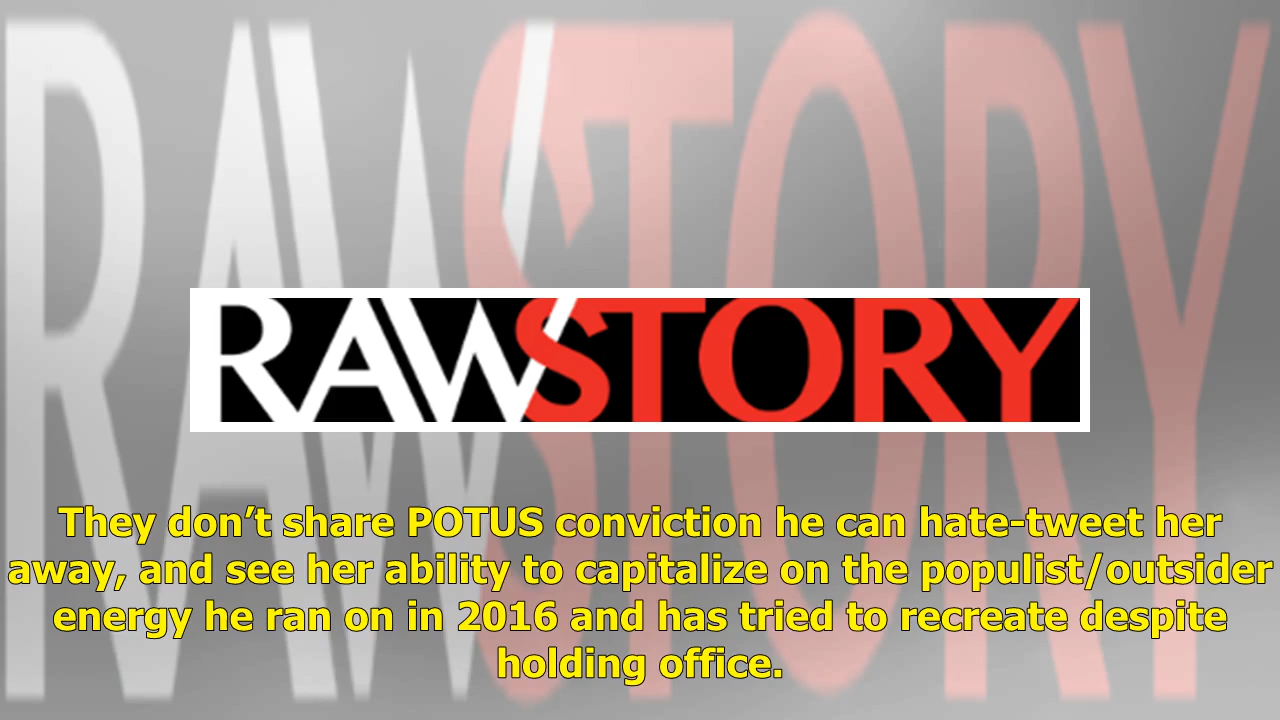 RAWSTORY
RAWSTORY
They don’t share POTUS conviction he can hate-tweet her
away, and see her ability to capitalize on the populist/outsider
energy he ran on in 2016 and has tried to recreate despite
holding office.